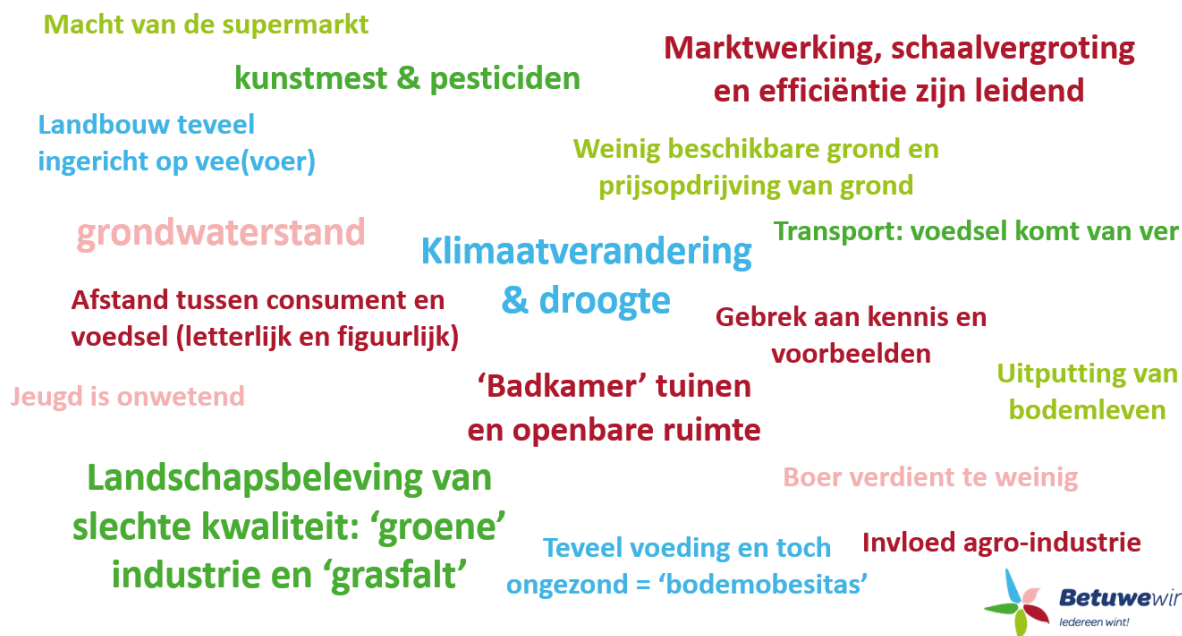 Macht van de supermarkt
kunstmest & pesticiden
Marktwerking, schaalvergroting
en efficiëntie zijn leidend
Landbouw teveel
ingericht op vee(voer)
Weinig beschikbare grond en
prijsopdrijving van grond
grondwaterstand
Klimaatverandering
& droogte
Transport: voedsel komt van ver
Afstand tussen consument en
voedsel (letterlijk en figuurlijk)
Gebrek aan kennis en
voorbeelden
Jeugd is onwetend
‘Badkamer’ tuinen
en openbare ruimte
Uitputting van
bodemleven
Landschapsbeleving van
slechte kwaliteit: ‘groene’
industrie en ‘grasfalt’
Boer verdient te weinig
Teveel voeding en toch
ongezond = ‘bodemobesitas’
Invloed agro-industrie
Betuwewir
Iedereen wint!